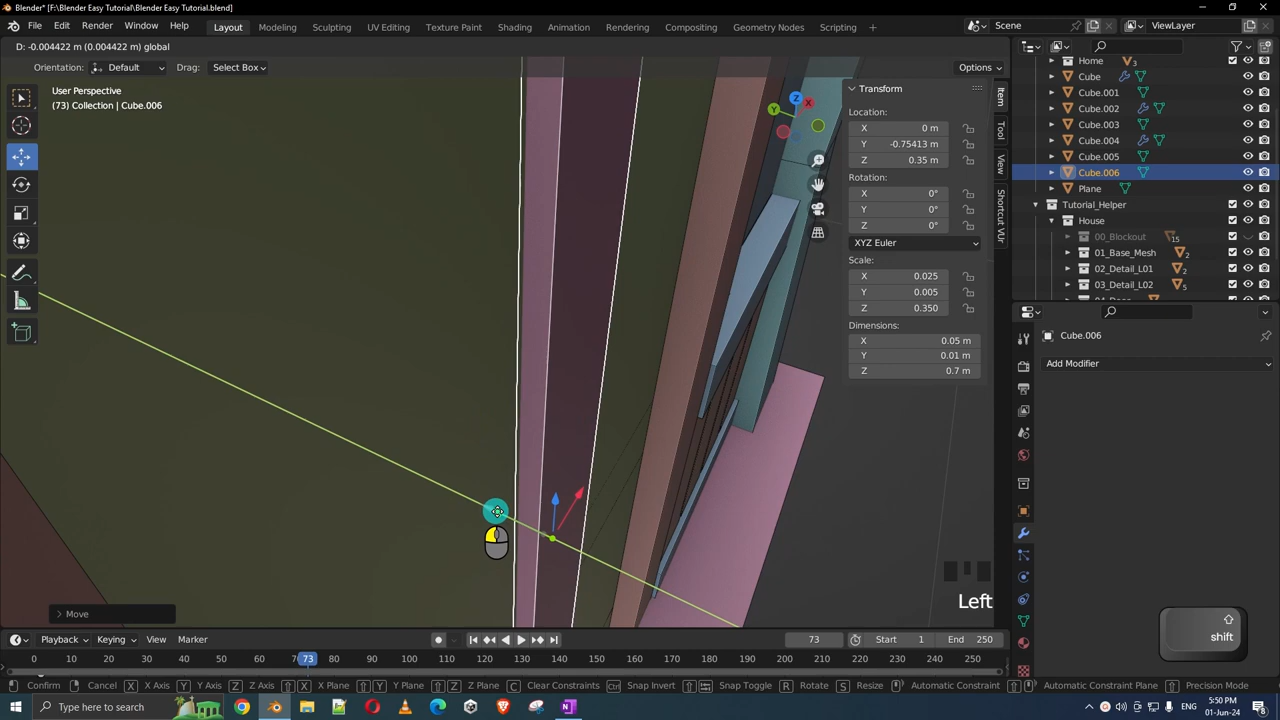 Blender* [F:\Blender Easy Tutorial\Blender Easy Tutorial.blend]
File Edit Render Window Help Layout Modeling Sculpting UV Editing Texture Paint Shading Animation Rendering Compositing Geometry Nodes Scripting Scene ViewLayer
D: -0.004422 m (0.004422 m) global
Orientation: Default Drag: Select Box Options
User Perspective
(73) Collection | Cube.006
Transform
Location:
X 0 m
Y -0.75413 m
Z 0.35 m
Rotation:
X 0°
Y 0°
Z 0°
XYZ Euler
Scale:
X 0.025
Y 0.005
Z 0.350
Dimensions:
X 0.05 m
Y 0.01 m
Z 0.7 m
Item
Tool
View
Shortcut VUr
Z
X
Y
Home 3
Cube
Cube.001
Cube.002
Cube.003
Cube.004
Cube.005
Cube.006
Plane
Tutorial_Helper
House
00_Blockout 15
01_Base_Mesh 2
02_Detail_L01 2
03_Detail_L02 5
Cube.006
Add Modifier
Left
shift
Move
Playback Keying View Marker 73 Start 1 End 250
0 10 20 30 40 50 60 70 73 80 90 100 110 120 130 140 150 160 170 180 190 200 210 220 230 240 250
Confirm Cancel X X Axis Y Y Axis Z Z Axis X X Plane Y Y Plane Z Z Plane C Clear Constraints Ctrl Snap Invert Snap Toggle R Rotate S Resize Automatic Constraint Automatic Constraint Plane Precision Mode
Type here to search
ENG
5:50 PM
01-Jun-24